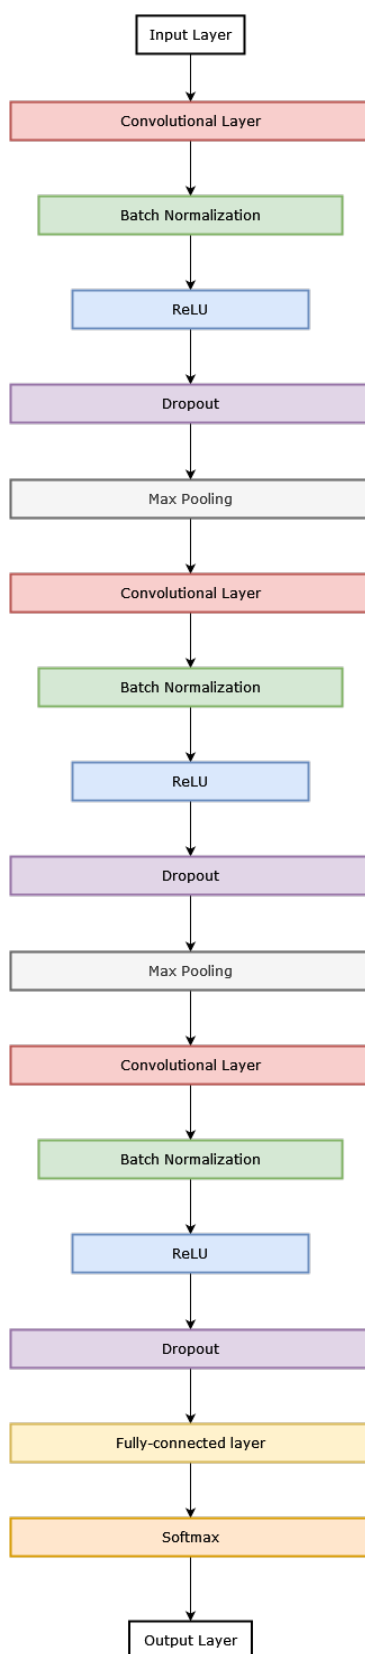 Input Layer
Convolutional Layer
Batch Normalization
ReLU
Dropout
Max Pooling
Convolutional Layer
Batch Normalization
ReLU
Dropout
Max Pooling
Convolutional Layer
Batch Normalization
ReLU
Dropout
Fully-connected layer
Softmax
Output Layer